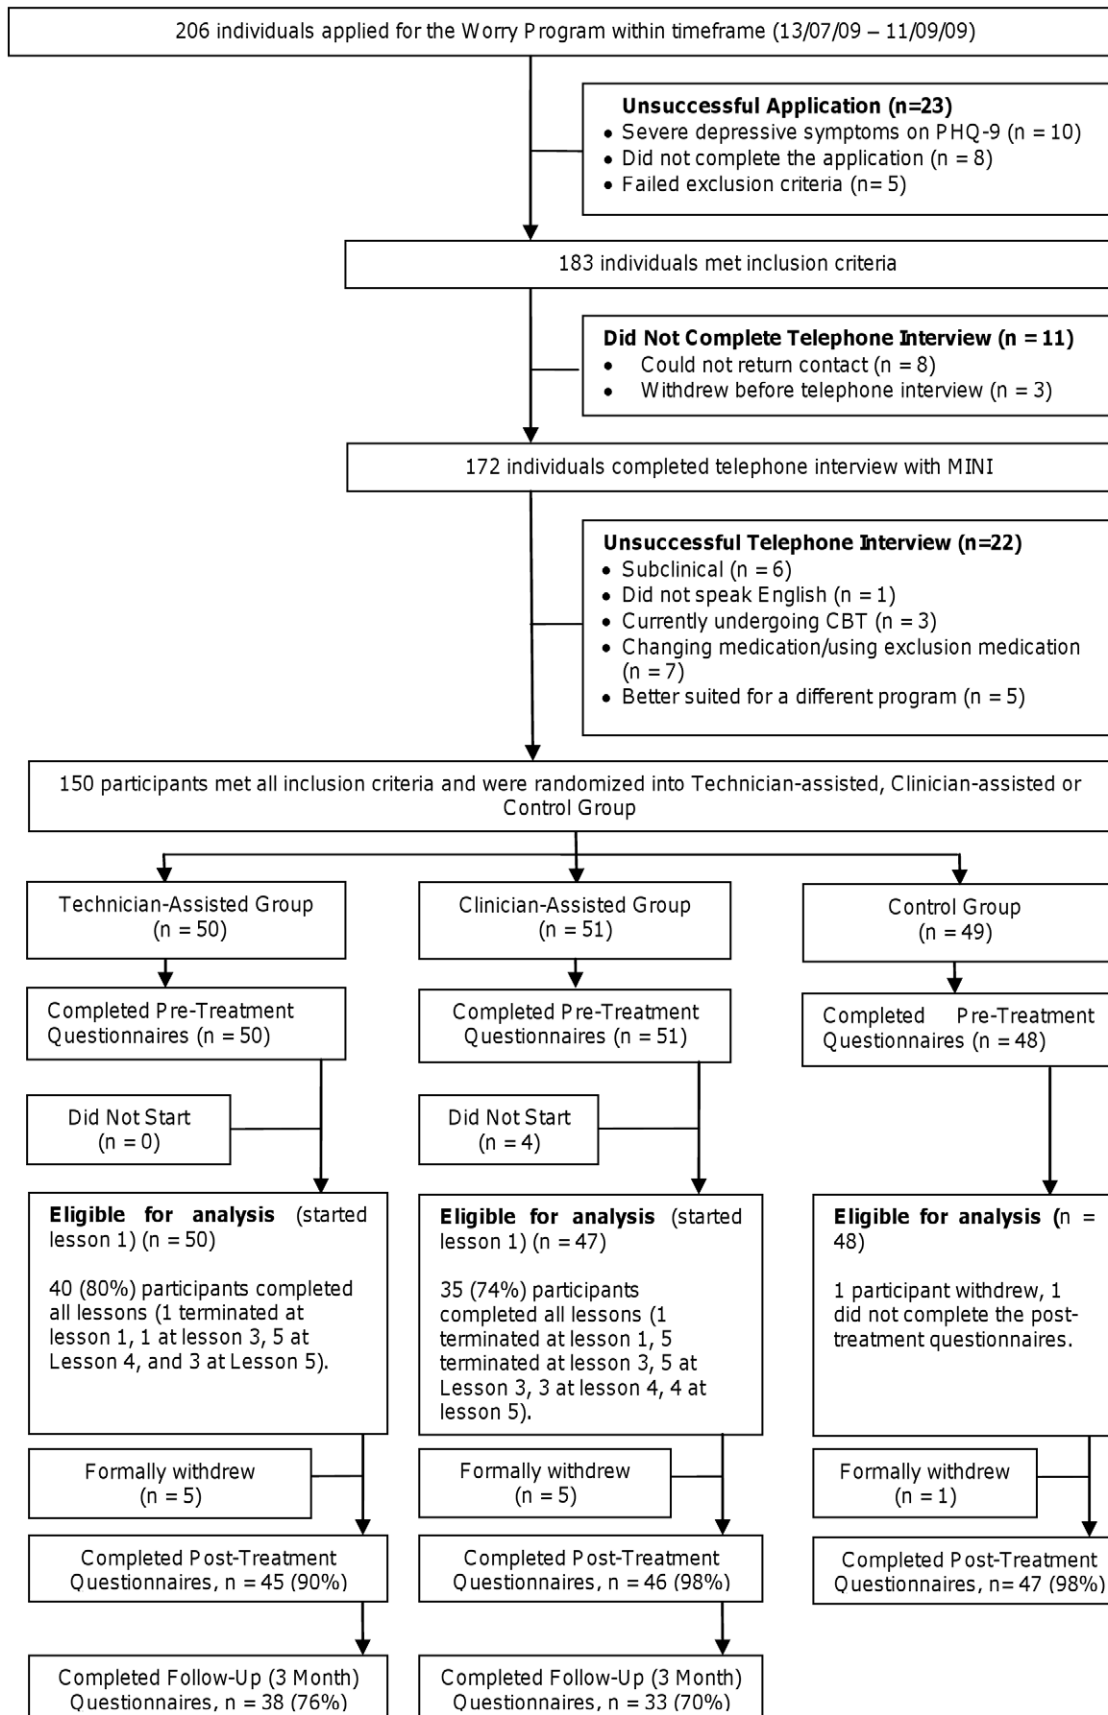 206 individuals applied for the Worry Program within timeframe (13/07/09 – 11/09/09)
Unsuccessful Application (n=23)
• Severe depressive symptoms on PHQ-9 (n = 10)
• Did not complete the application (n = 8)
• Failed exclusion criteria (n= 5)
183 individuals met inclusion criteria
Did Not Complete Telephone Interview (n = 11)
• Could not return contact (n = 8)
• Withdrew before telephone interview (n = 3)
172 individuals completed telephone interview with MINI
Unsuccessful Telephone Interview (n=22)
• Subclinical (n = 6)
• Did not speak English (n = 1)
• Currently undergoing CBT (n = 3)
• Changing medication/using exclusion medication
(n = 7)
• Better suited for a different program (n = 5)
150 participants met all inclusion criteria and were randomized into Technician-assisted, Clinician-assisted or
Control Group
Technician-Assisted Group
(n = 50)
Clinician-Assisted Group
(n = 51)
Control Group
(n = 49)
Completed Pre-Treatment
Questionnaires (n = 50)
Completed Pre-Treatment
Questionnaires (n = 51)
Completed Pre-Treatment
Questionnaires (n = 48)
Did Not Start
(n = 0)
Did Not Start
(n = 4)
Eligible for analysis (started
lesson 1) (n = 50)
40 (80%) participants completed
all lessons (1 terminated at
lesson 1, 1 at lesson 3, 5 at
Lesson 4, and 3 at Lesson 5).
Eligible for analysis (started
lesson 1) (n = 47)
35 (74%) participants
completed all lessons (1
terminated at lesson 1, 5
terminated at lesson 3, 5 at
Lesson 3, 3 at lesson 4, 4 at
lesson 5).
Eligible for analysis (n =
48)
1 participant withdrew, 1
did not complete the post-
treatment questionnaires.
Formally withdrew
(n = 5)
Formally withdrew
(n = 5)
Formally withdrew
(n = 1)
Completed Post-Treatment
Questionnaires, n = 45 (90%)
Completed Post-Treatment
Questionnaires, n = 46 (98%)
Completed Post-Treatment
Questionnaires, n= 47 (98%)
Completed Follow-Up (3 Month)
Questionnaires, n = 38 (76%)
Completed Follow-Up (3 Month)
Questionnaires, n = 33 (70%)